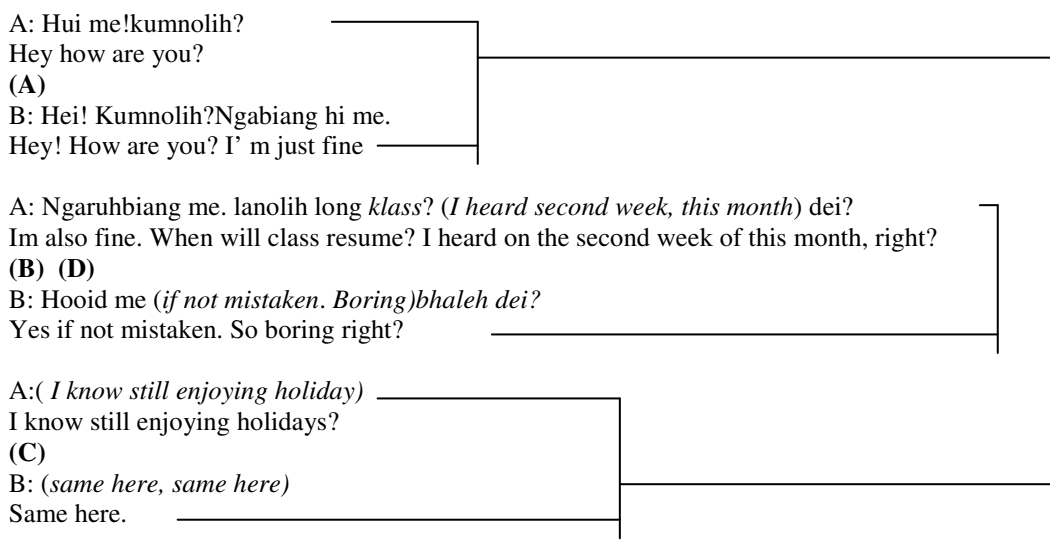 A: Hui me!kumnolih?
Hey how are you?
(A)
B: Hei! Kumnolih?Ngabiang hi me.
Hey! How are you? I’ m just fine
A: Ngaruhbiang me. lanolih long klass? (I heard second week, this month) dei?
Im also fine. When will class resume? I heard on the second week of this month, right?
(B) (D)
B: Hooid me (if not mistaken. Boring)bhaleh dei?
Yes if not mistaken. So boring right?
A:( I know still enjoying holiday)
I know still enjoying holidays?
(C)
B: (same here, same here)
Same here.